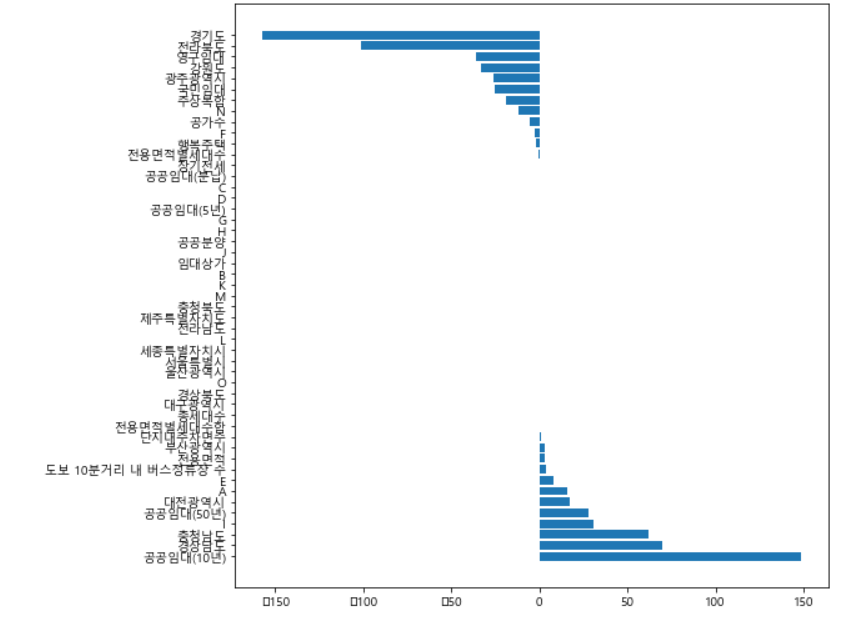 경기도
전라북도
영구임대
강원도
광주광역시
국민임대
주상복합
N
공가수
F
행복주택
전용면적별세대수
장기전세
공공임대(분납)
C
D
공공임대(5년)
G
H
공공분양
J
임대상가
B
K
M
충청북도
제주특별자치도
전라남도
L
세종특별자치시
서울특별시
울산광역시
O
경상북도
대구광역시
총세대수
전용면적별세대수합
단지내주차면수
부산광역시
전용면적
도보 10분거리 내 버스정류장 수
E
A
대전광역시
공공임대(50년)
I
충청남도
경상남도
공공임대(10년)
□150 □100 □50 0 50 100 150